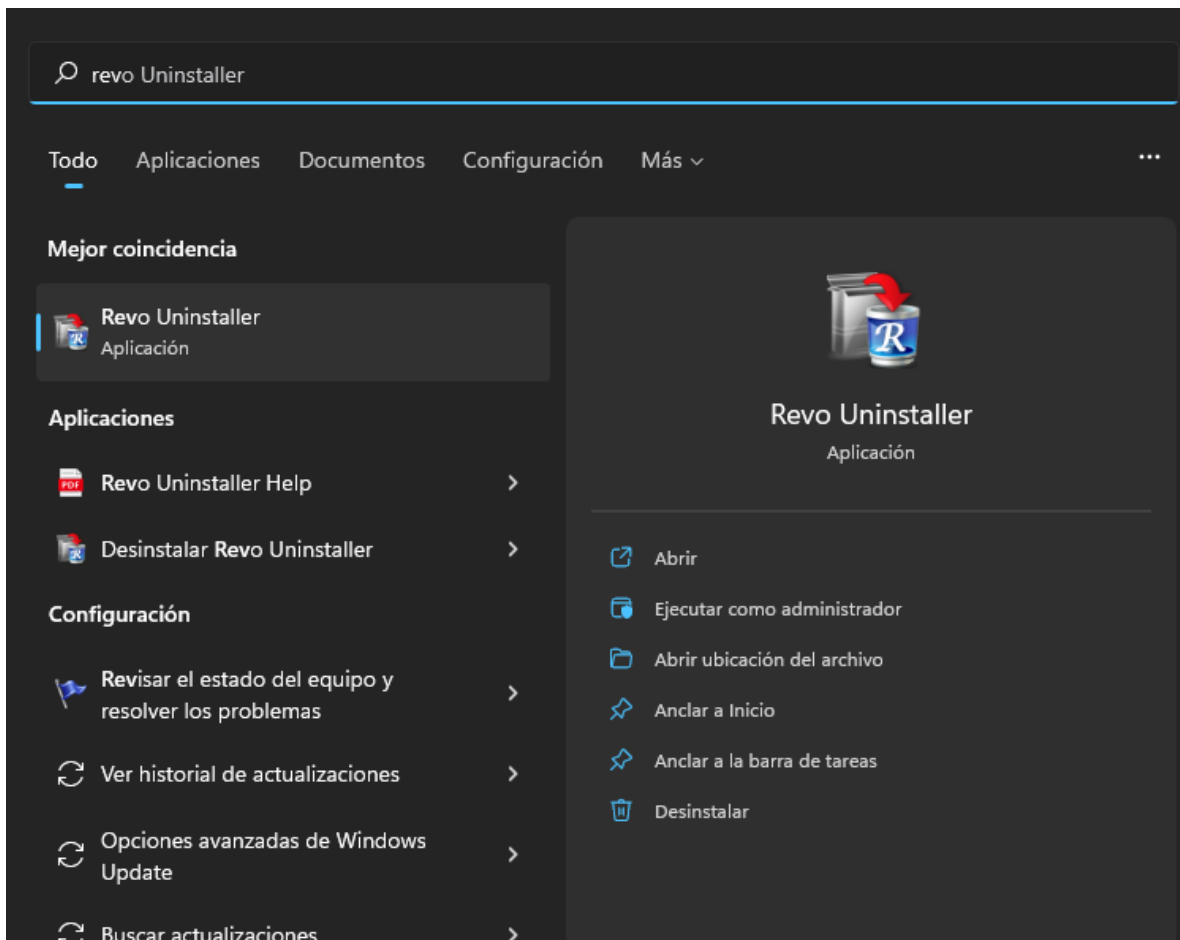 revo Uninstaller
Todo Aplicaciones Documentos Configuración Más
Mejor coincidencia
Revo Uninstaller
Aplicación
Aplicaciones
Revo Uninstaller Help
Desinstalar Revo Uninstaller
Configuración
Revisar el estado del equipo y
resolver los problemas
Ver historial de actualizaciones
Opciones avanzadas de Windows
Update
Buscar actualizaciones
R
Revo Uninstaller
Aplicación
Abrir
Ejecutar como administrador
Abrir ubicación del archivo
Anclar a Inicio
Anclar a la barra de tareas
Desinstalar